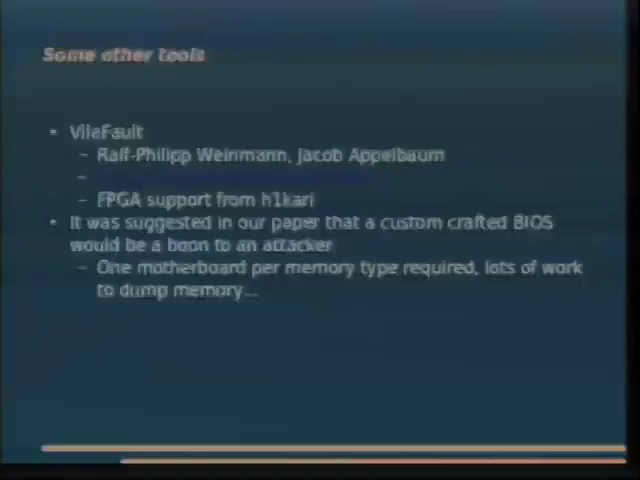 Some other tools
• VileFault
– Ralf-Philipp Weinmann, Jacob Appelbaum
–
– FPGA support from h1kari
• It was suggested in our paper that a custom crafted BIOS
would be a boon to an attacker
– One motherboard per memory type required, lots of work
to dump memory...